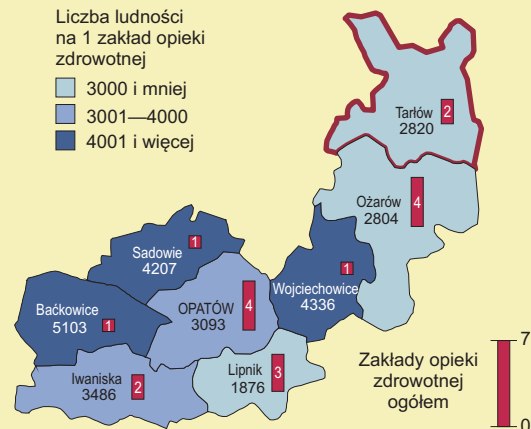 Liczba ludności
na 1 zakład opieki
zdrowotnej
3000 i mniej
3001—4000
4001 i więcej
Tarłów
2820
2
Ożarów
2804
4
Sadowie
4207
1
Wojciechowice
4336
1
Baćkowice
5103
1
OPATÓW
3093
4
Iwaniska
3486
2
Lipnik
1876
3
Zakłady opieki
zdrowotnej
ogółem
7
0